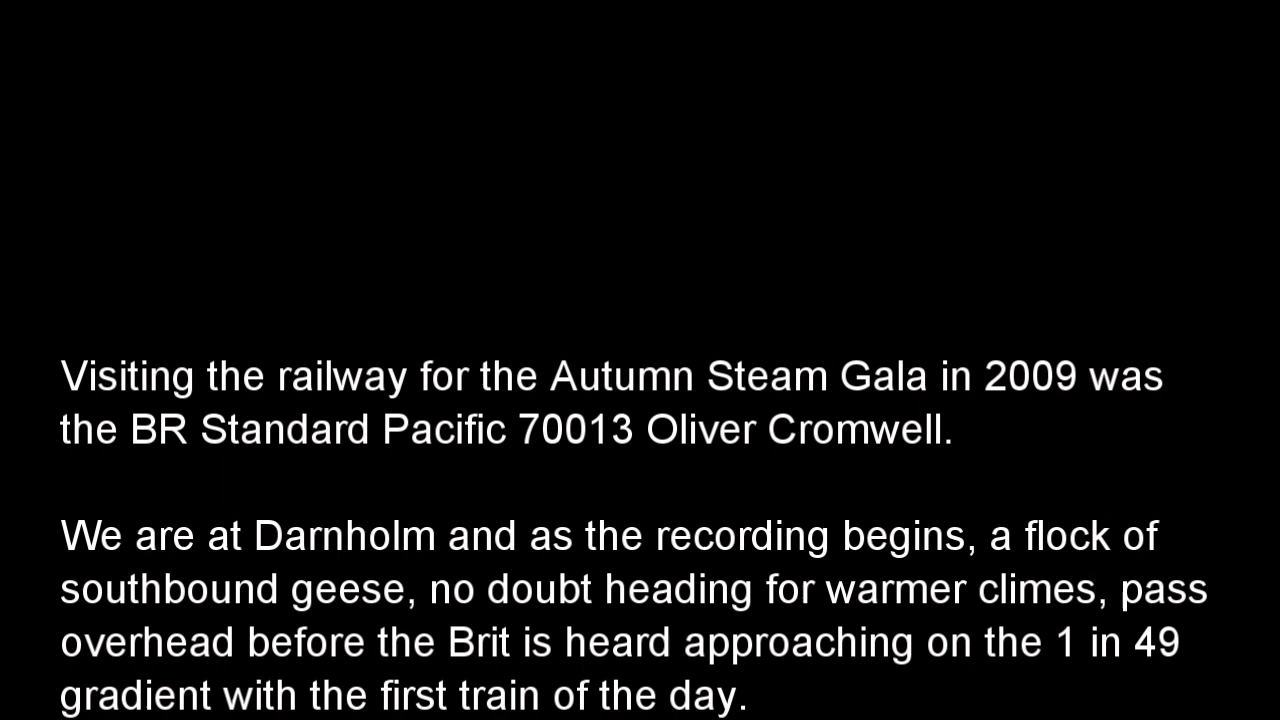 Visiting the railway for the Autumn Steam Gala in 2009 was
the BR Standard Pacific 70013 Oliver Cromwell.
We are at Darnholm and as the recording begins, a flock of
southbound geese, no doubt heading for warmer climes, pass
overhead before the Brit is heard approaching on the 1 in 49
gradient with the first train of the day.